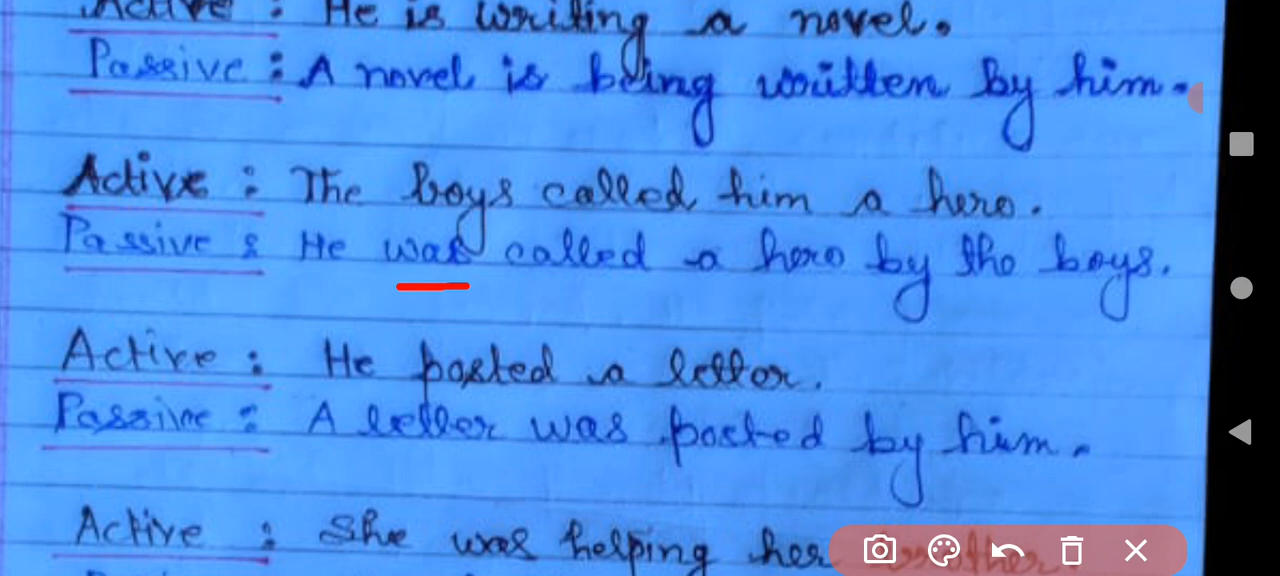 Active : He is writing a novel.
Passive : A novel is being written by him.
Active : The boys called him a hero.
Passive : He was called a hero by the boys.
Active : He posted a letter.
Passive : A letter was posted by him.
Active : She was helping her mother.